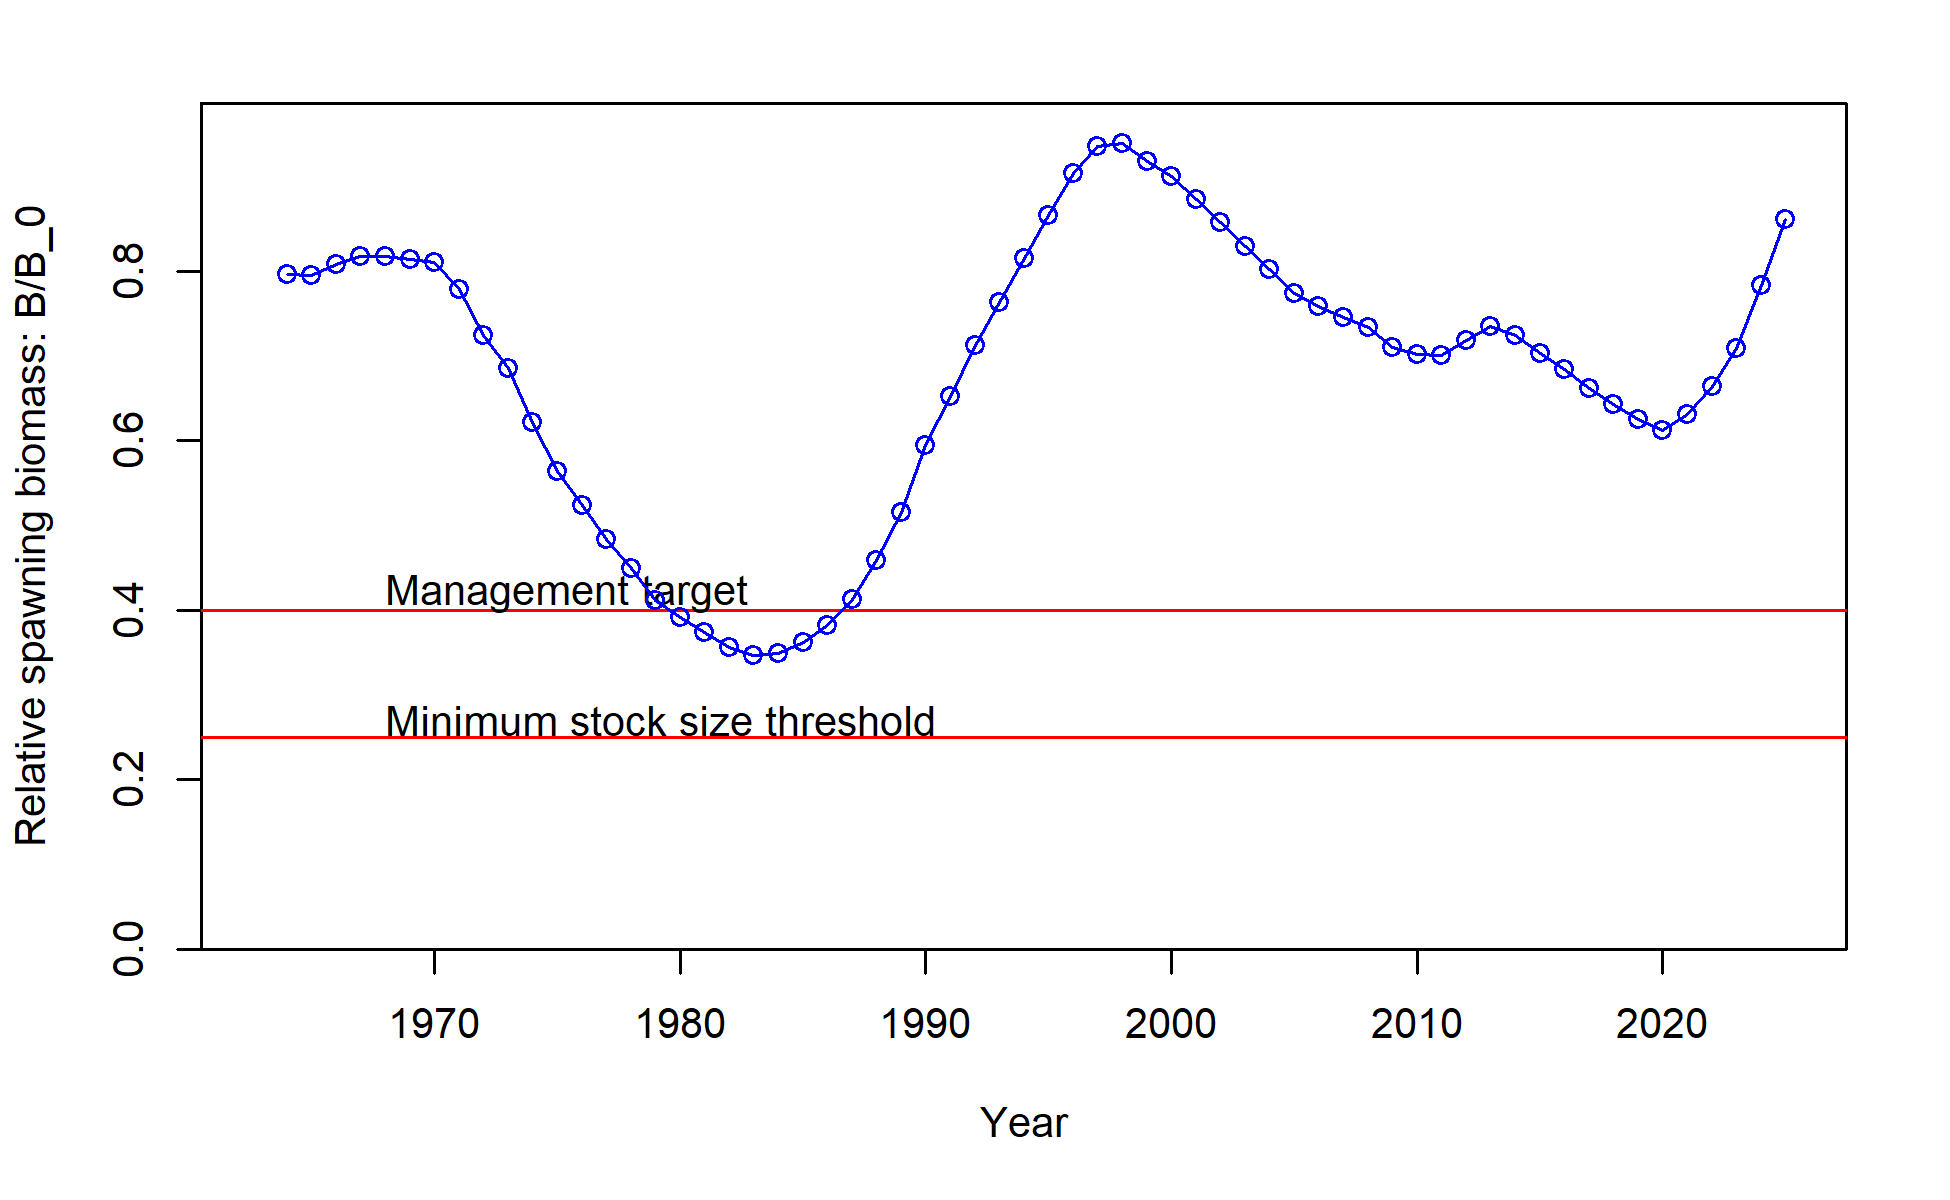 Relative spawning biomass: B/B_0
0.8
0.6
0.4
0.2
0.0
Management target
Minimum stock size threshold
1970 1980 1990 2000 2010 2020
Year